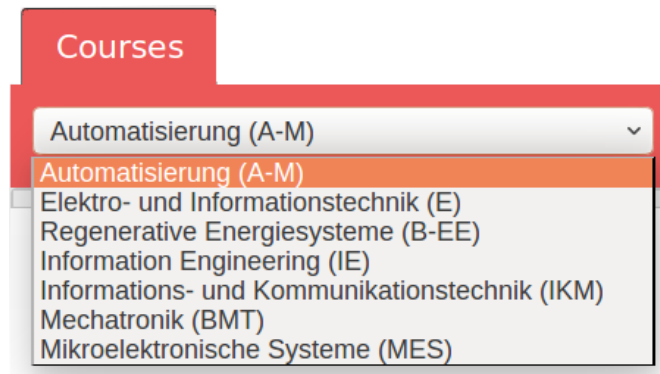 Courses
Automatisierung (A-M)
Automatisierung (A-M)
Elektro- und Informationstechnik (E)
Regenerative Energiesysteme (B-EE)
Information Engineering (IE)
Informations- und Kommunikationstechnik (IKM)
Mechatronik (BMT)
Mikroelektronische Systeme (MES)